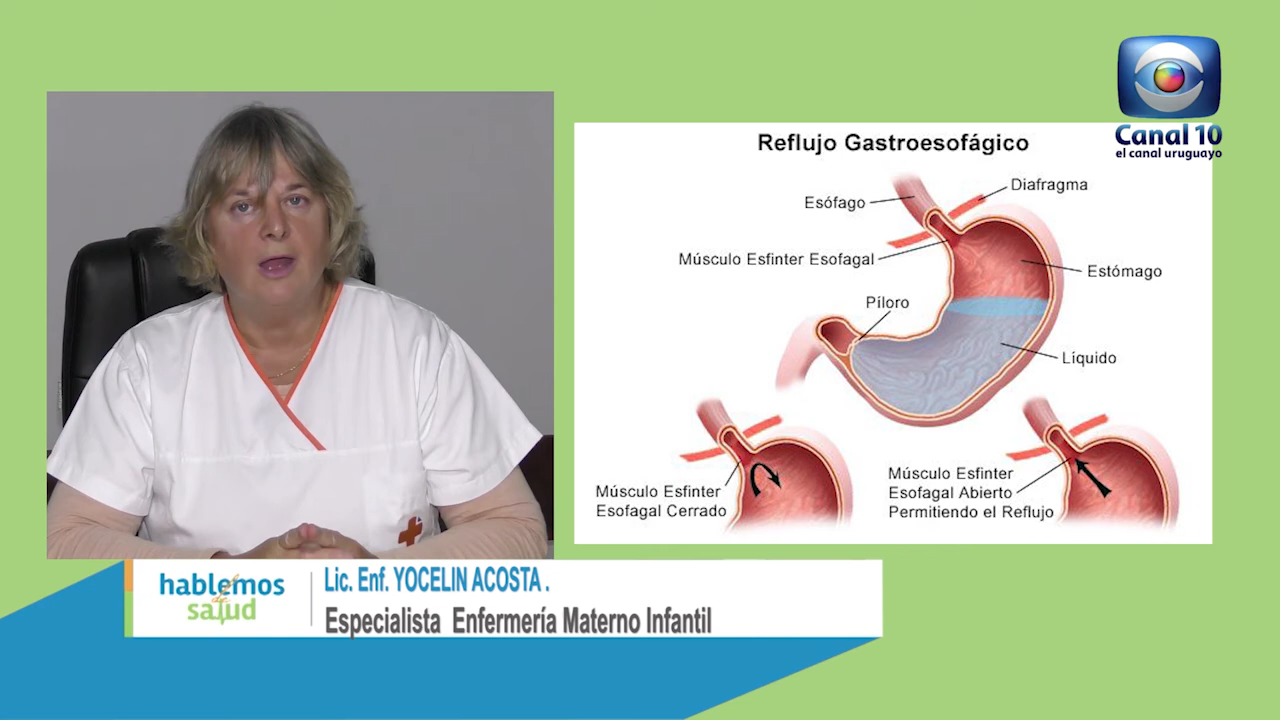 Canal 10
el canal uruguayo
Reflujo Gastroesofágico
Diafragma
Esófago
Músculo Esfinter Esofagal
Estómago
Píloro
Líquido
Músculo Esfinter
Esofagal Cerrado
Músculo Esfinter
Esofagal Abierto
Permitiendo el Reflujo
hablemos
de
salud
Lic. Enf. YOCELIN ACOSTA .
Especialista Enfermería Materno Infantil